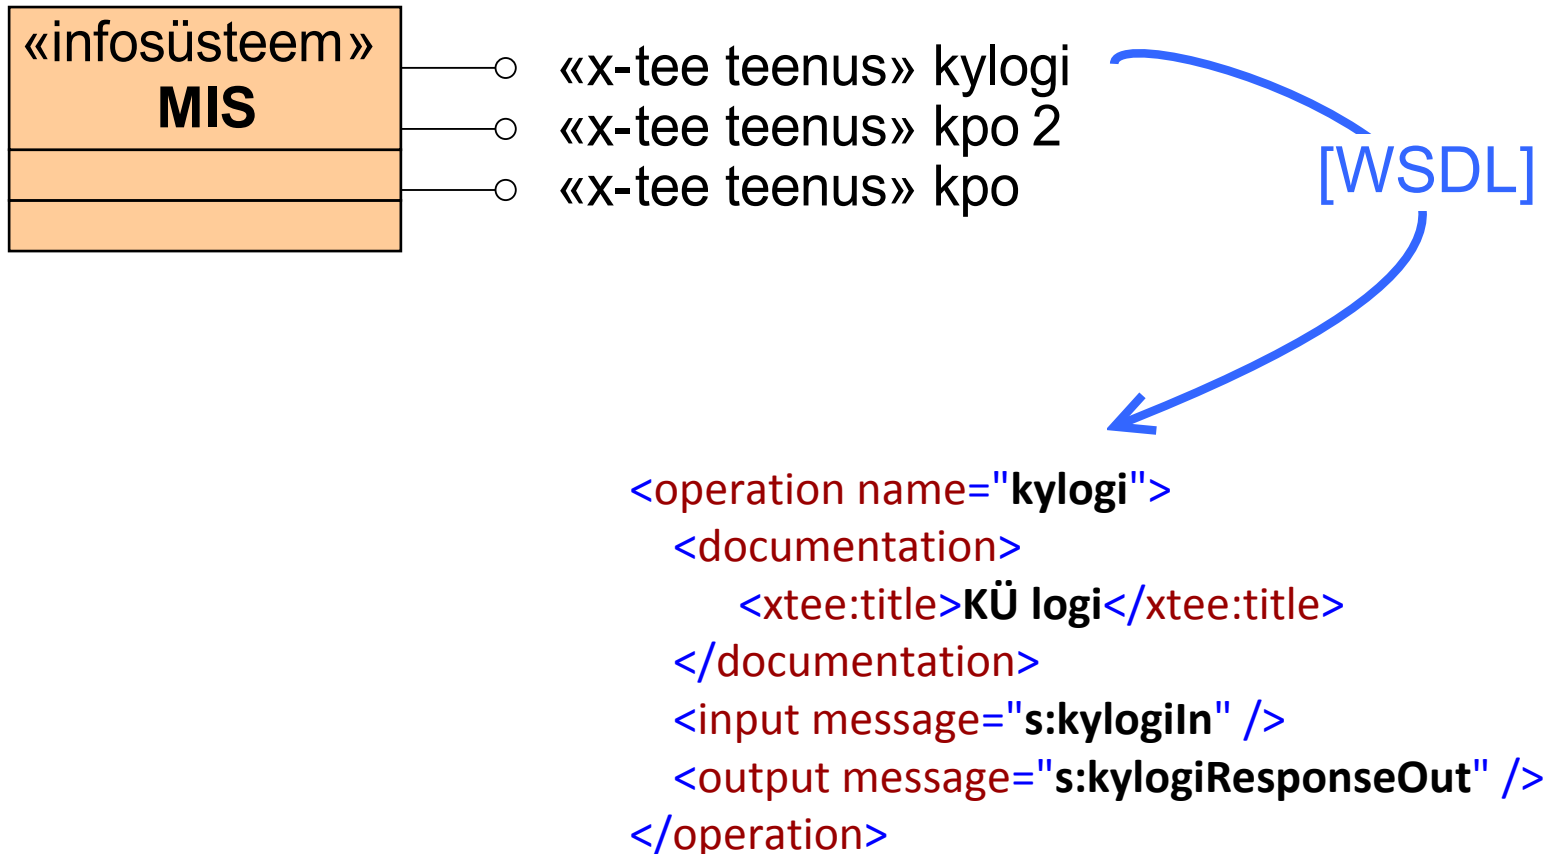 «infosüsteem»
MIS
«x-tee teenus» kylogi
«x-tee teenus» kpo 2
«x-tee teenus» kpo
[WSDL]
<operation name="kylogi">
<documentation>
<xtee:title>KÜ logi</xtee:title>
</documentation>
<input message="s:kylogiIn" />
<output message="s:kylogiResponseOut" />
</operation>